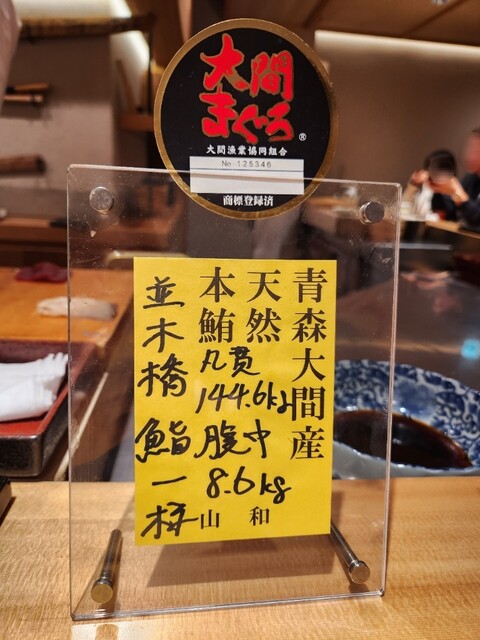 大間
まぐろ®
大間漁業協同組合
No 125346
商標登録済
青森大間産
天然
本鮪
144.6kg
腹中
8.6kg
山和
並木橋
鮨一様